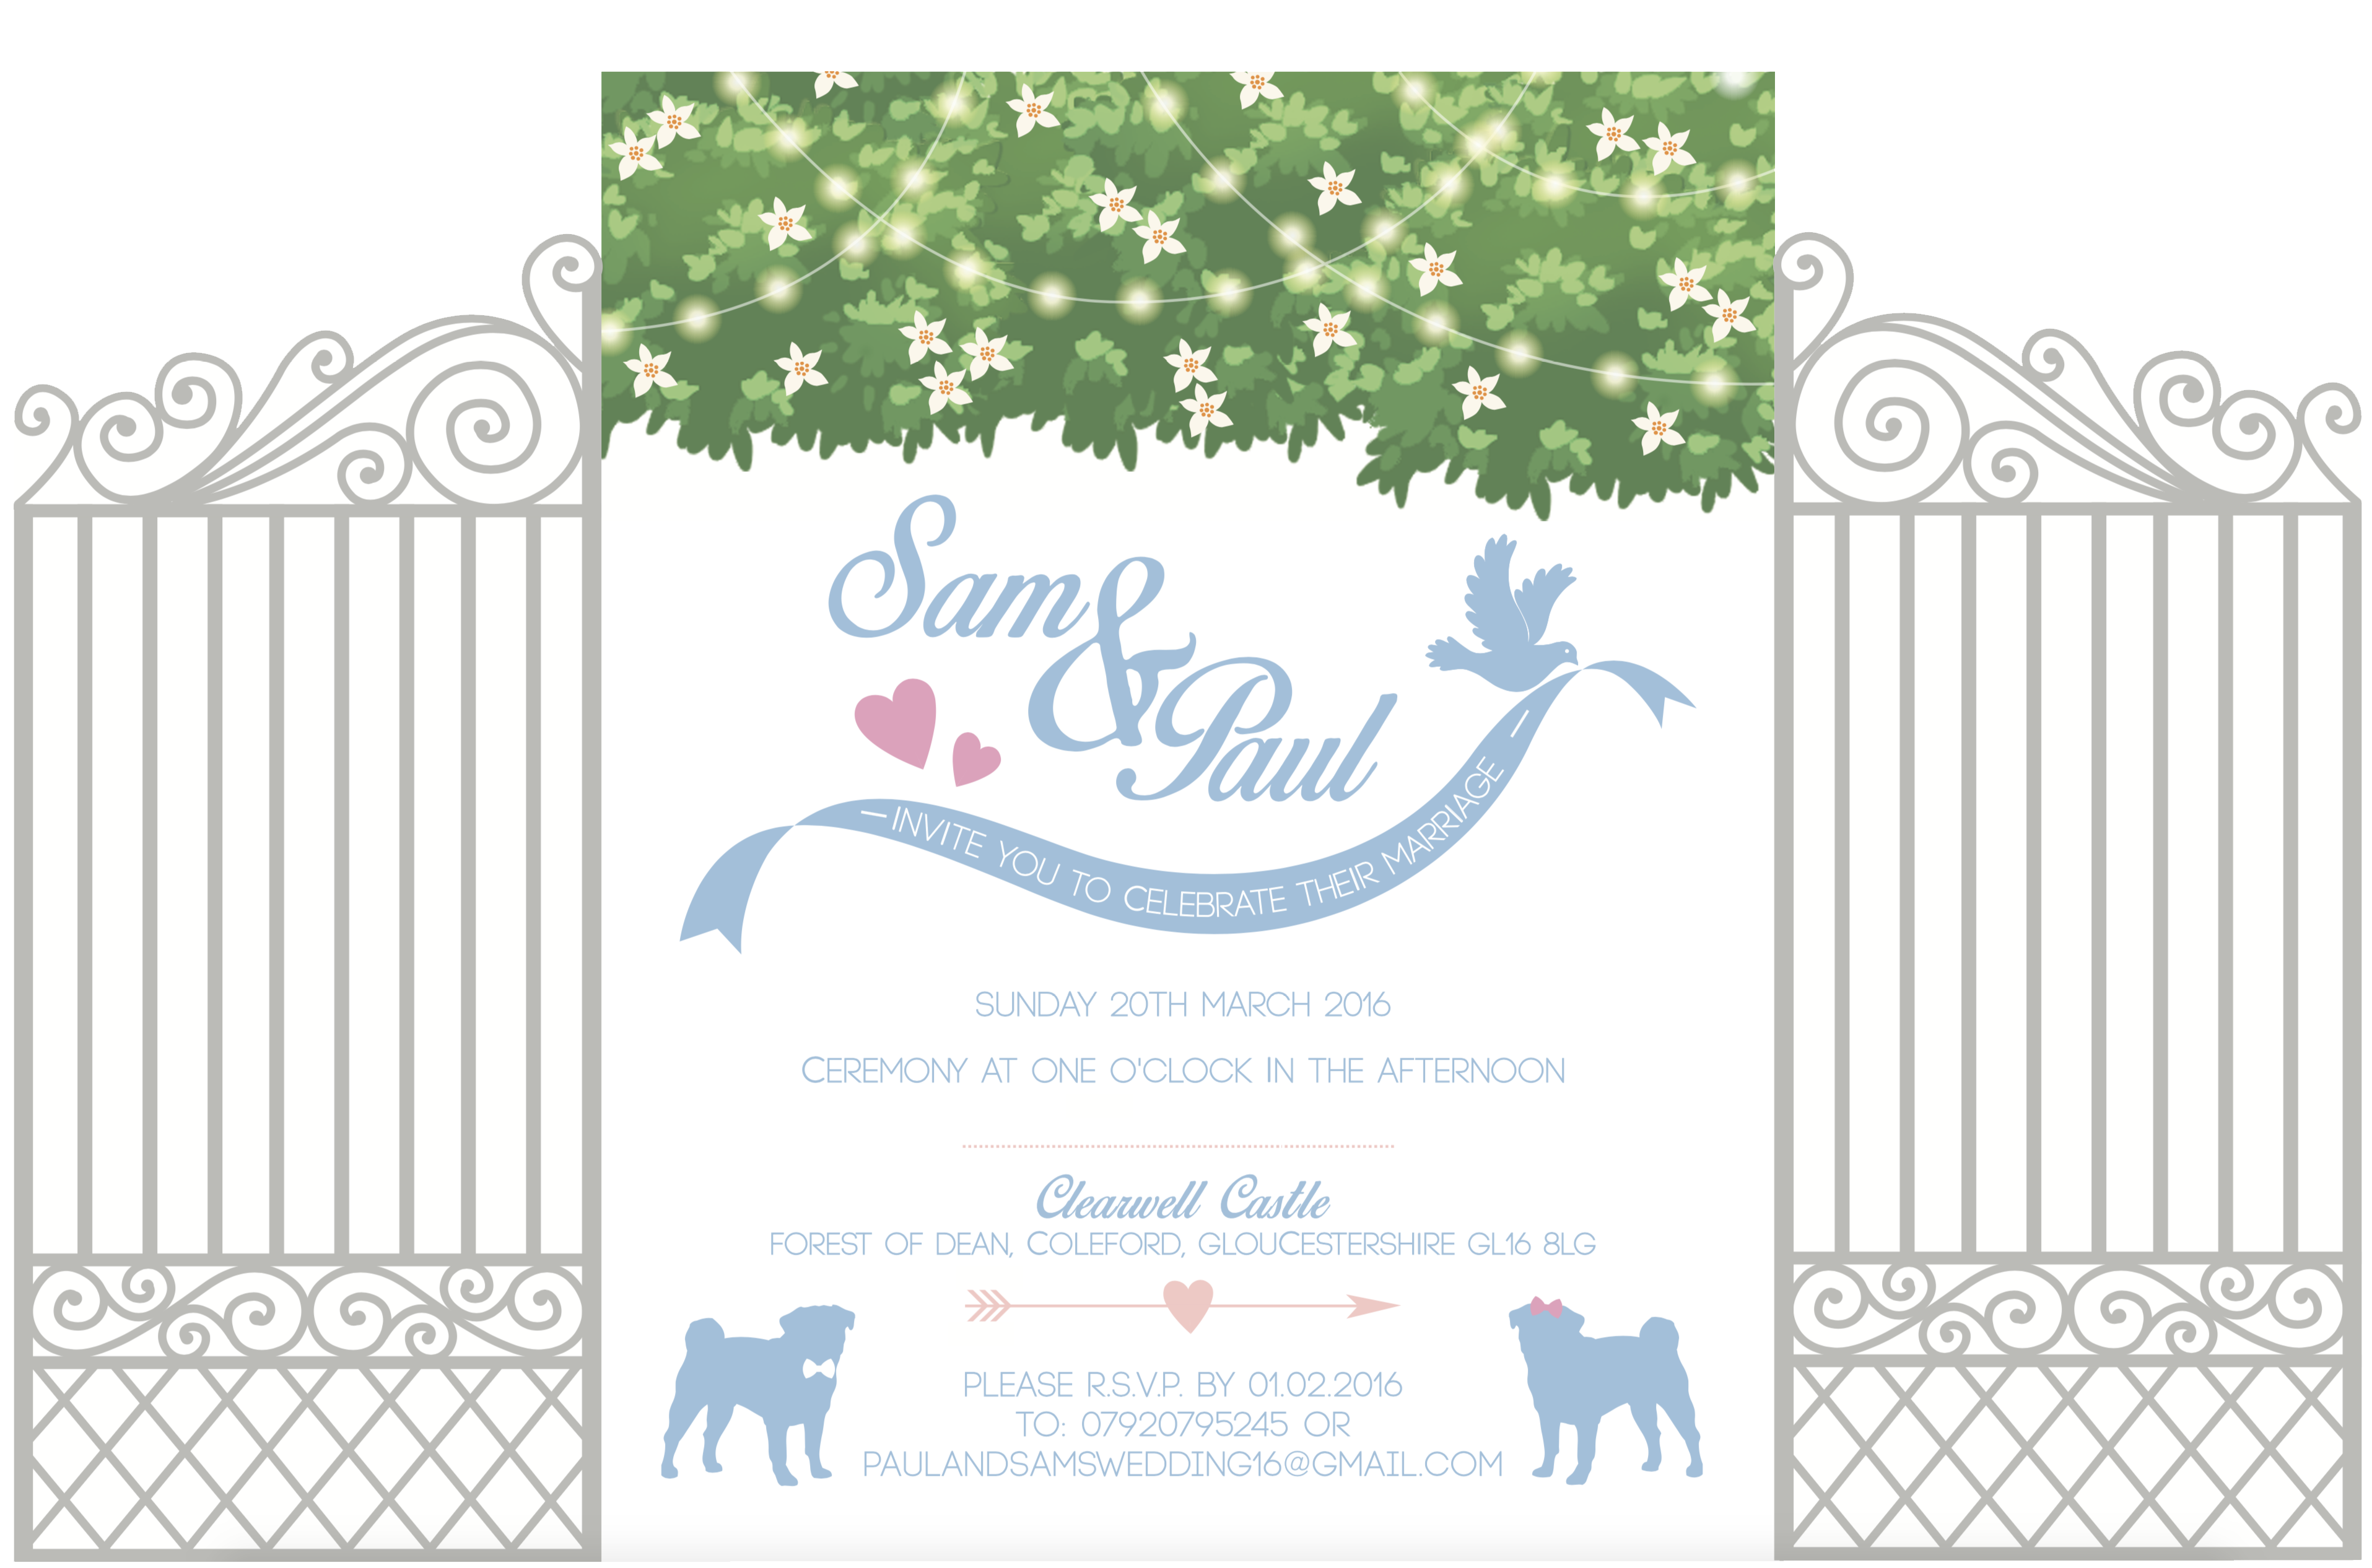 Sam
&
Paul
– INVITE YOU TO CELEBRATE THEIR MARRIAGE –
SUNDAY 20TH MARCH 2016
CEREMONY AT ONE O'CLOCK IN THE AFTERNOON
Clearwell Castle
FOREST OF DEAN, COLEFORD, GLOUCESTERSHIRE GL16 8LG
PLEASE R.S.V.P. BY 01.02.2016
TO: 07920795245 OR
PAULANDSAMSWEDDING16@GMAIL.COM